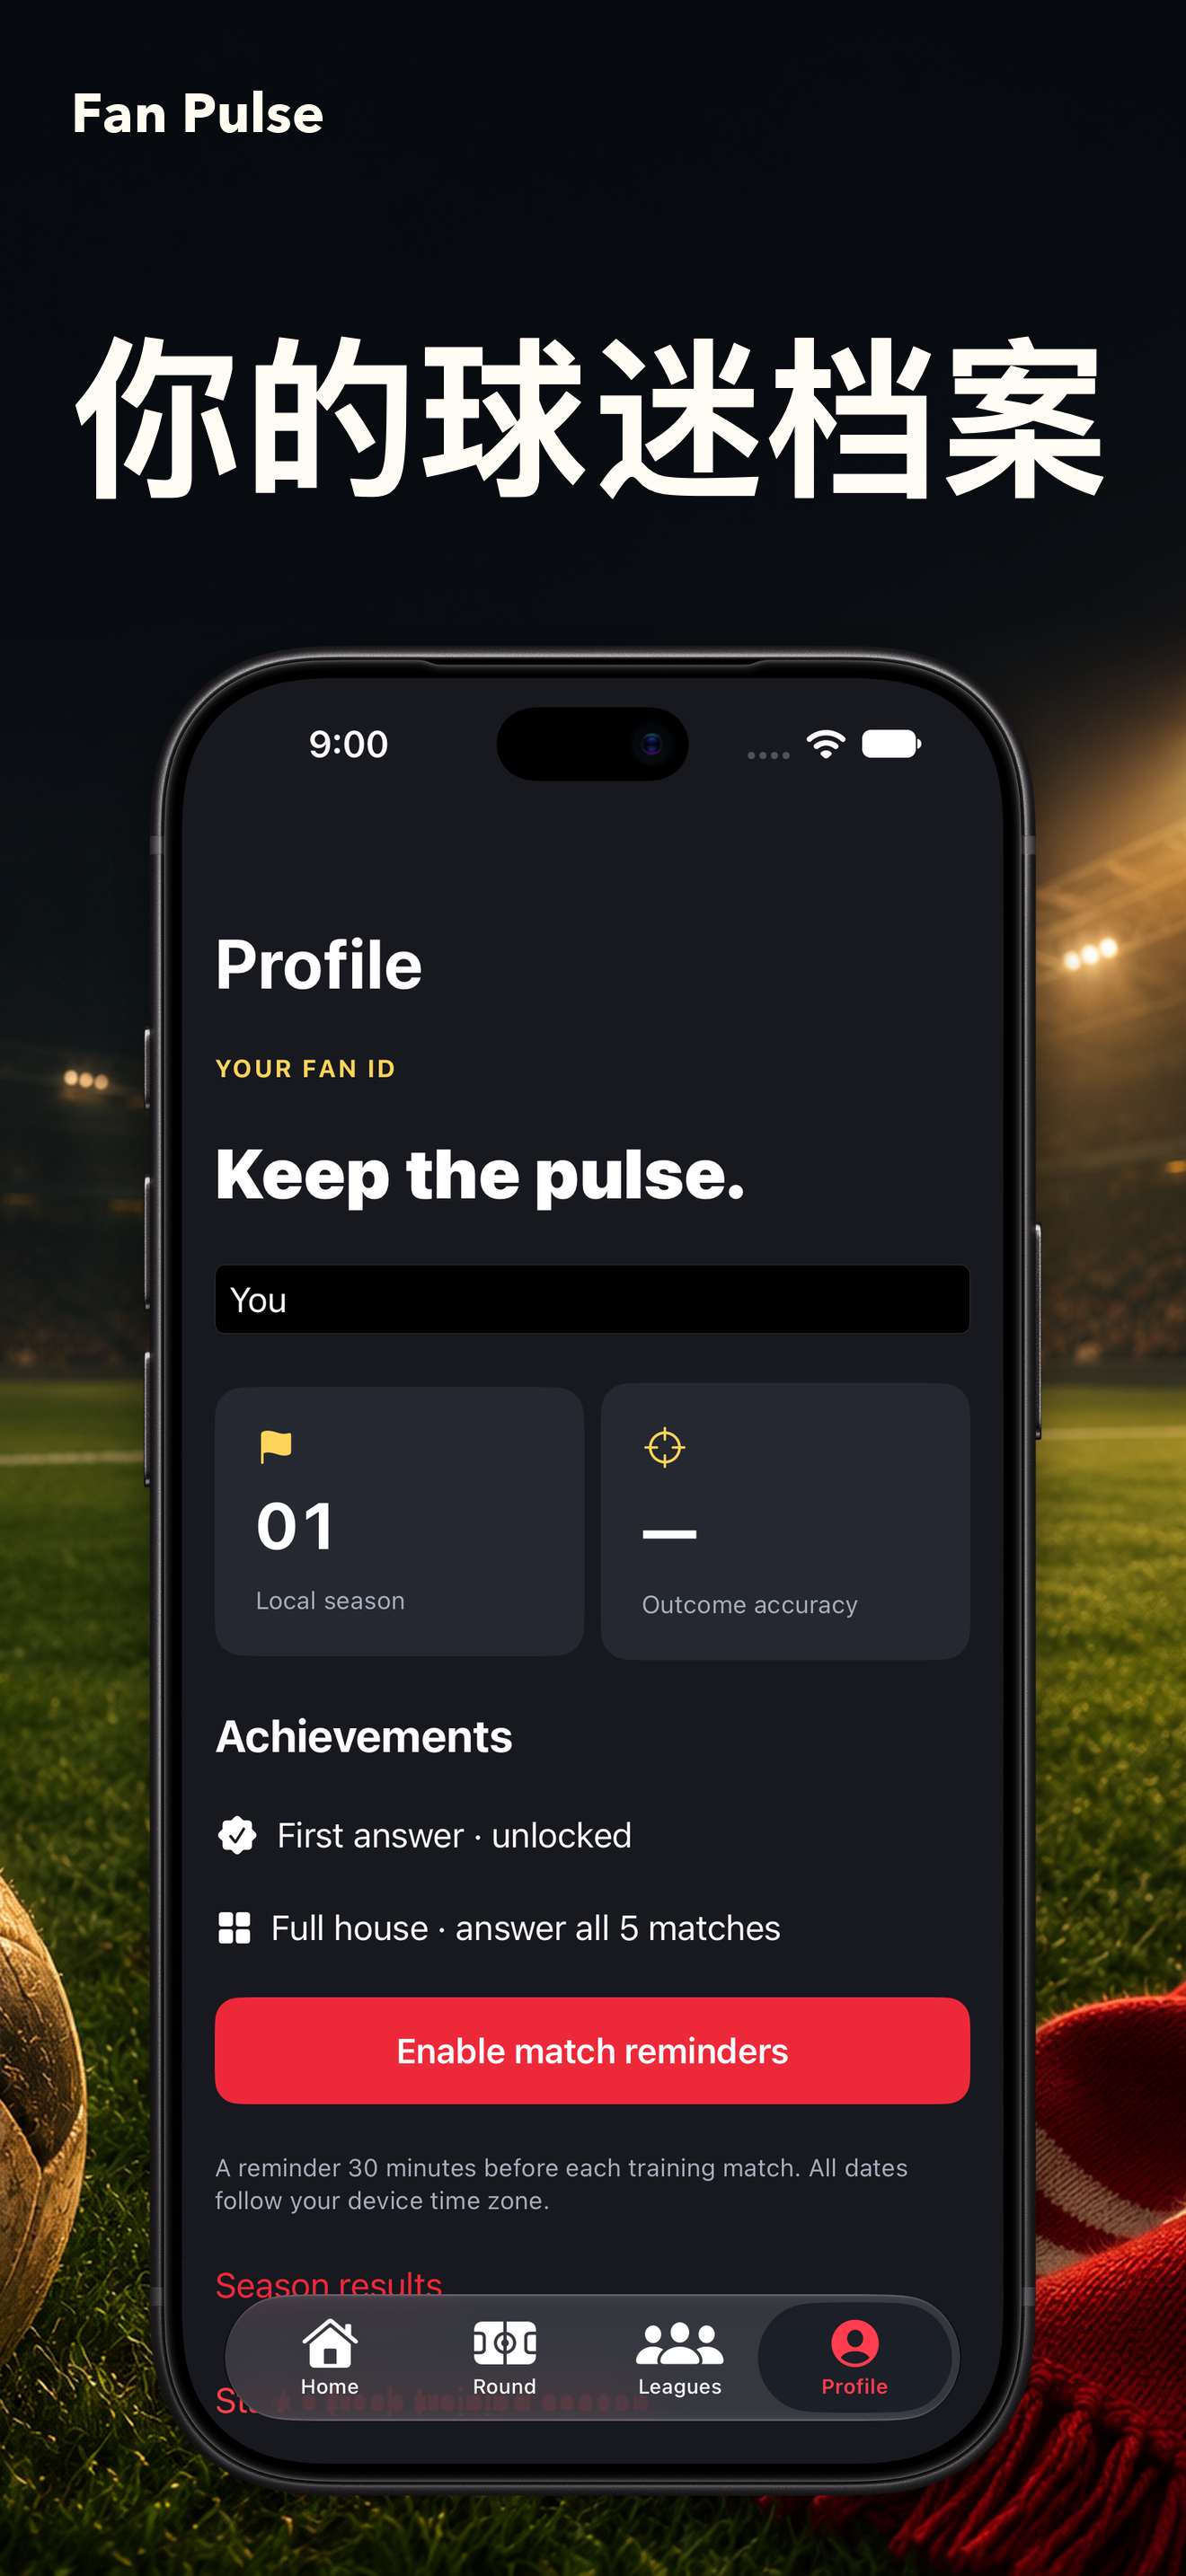 Fan Pulse
你的球迷档案
9:00
Profile
YOUR FAN ID
Keep the pulse.
You
01
—
Local season
Outcome accuracy
Achievements
First answer · unlocked
Full house · answer all 5 matches
Enable match reminders
A reminder 30 minutes before each training match. All dates
follow your device time zone.
Season results
Home
Round
Leagues
Profile